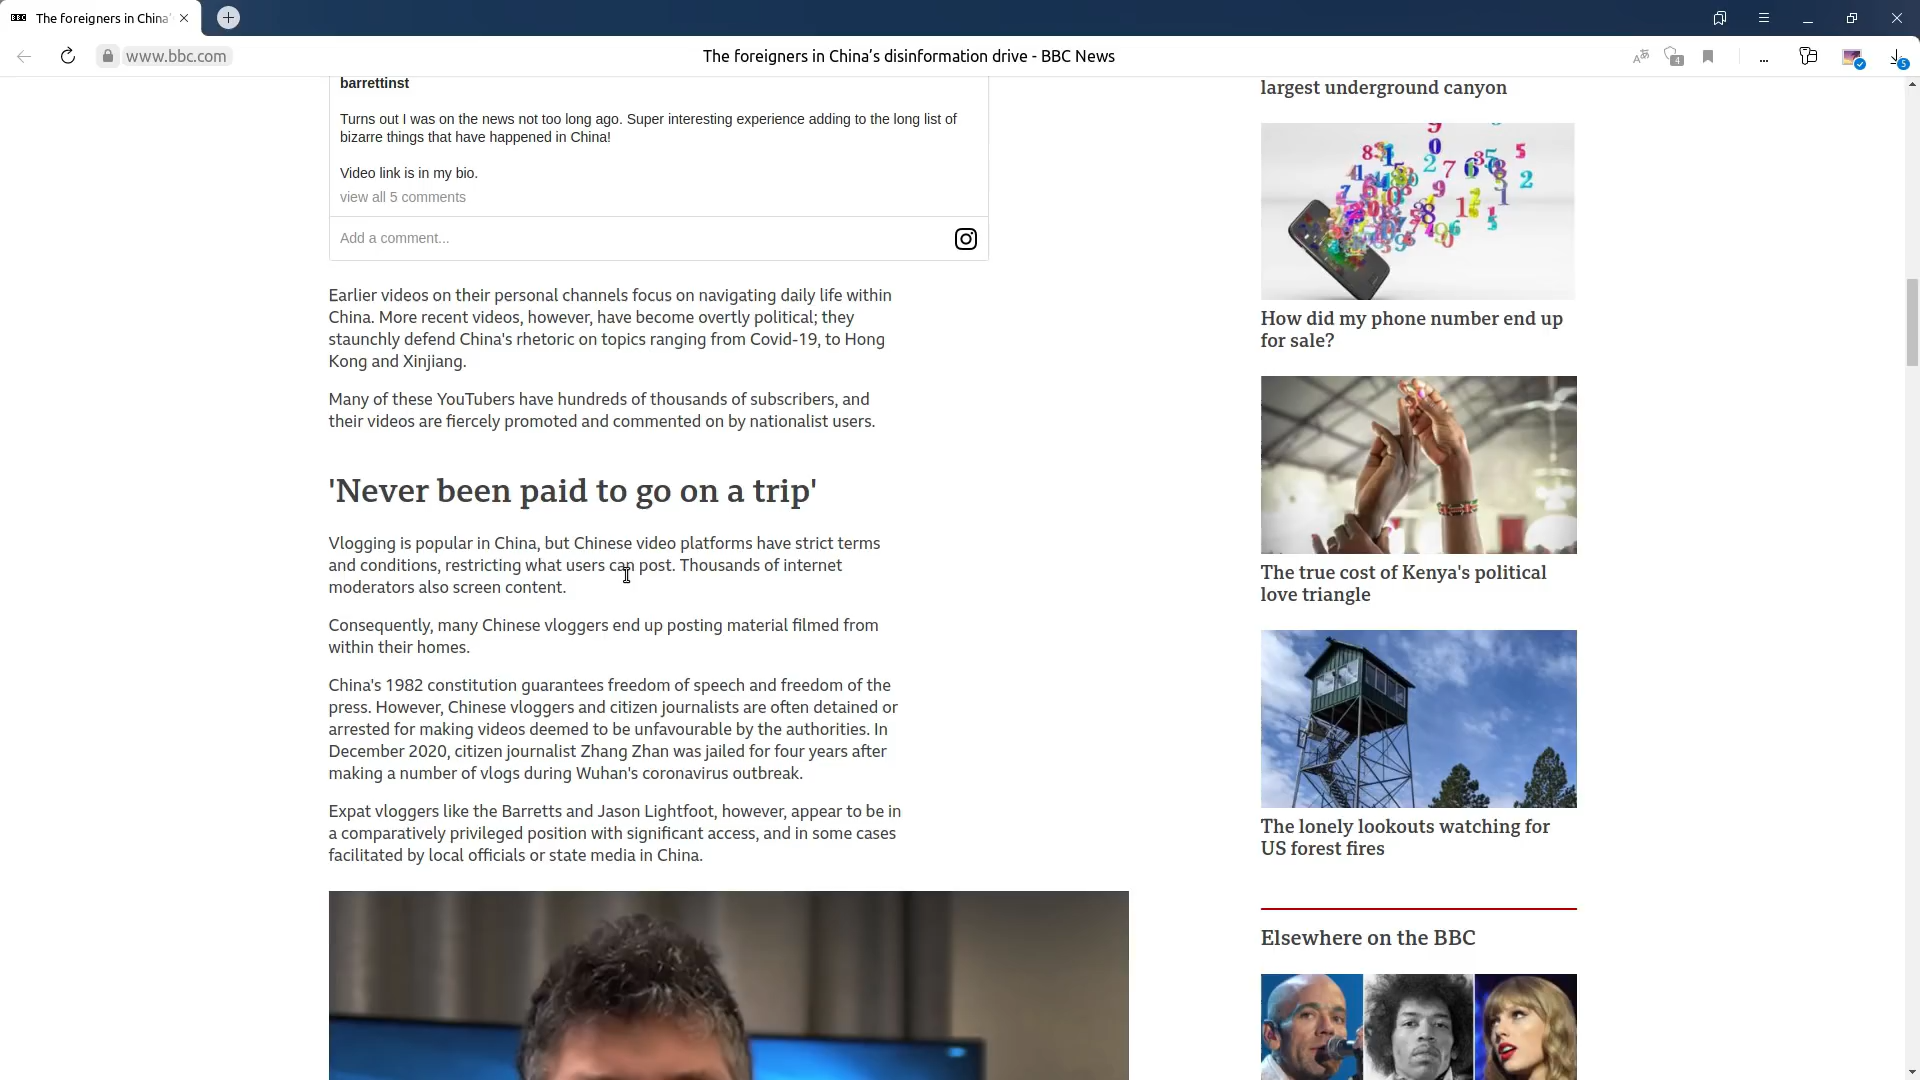 BBC The foreigners in China'
www.bbc.com
The foreigners in China's disinformation drive - BBC News
4
...
5
barrettinst
Turns out I was on the news not too long ago. Super interesting experience adding to the long list of
bizarre things that have happened in China!
Video link is in my bio.
view all 5 comments
Add a comment...
Earlier videos on their personal channels focus on navigating daily life within
China. More recent videos, however, have become overtly political; they
staunchly defend China's rhetoric on topics ranging from Covid-19, to Hong
Kong and Xinjiang.
Many of these YouTubers have hundreds of thousands of subscribers, and
their videos are fiercely promoted and commented on by nationalist users.
'Never been paid to go on a trip'
Vlogging is popular in China, but Chinese video platforms have strict terms
and conditions, restricting what users can post. Thousands of internet
moderators also screen content.
Consequently, many Chinese vloggers end up posting material filmed from
within their homes.
China's 1982 constitution guarantees freedom of speech and freedom of the
press. However, Chinese vloggers and citizen journalists are often detained or
arrested for making videos deemed to be unfavourable by the authorities. In
December 2020, citizen journalist Zhang Zhan was jailed for four years after
making a number of vlogs during Wuhan's coronavirus outbreak.
Expat vloggers like the Barretts and Jason Lightfoot, however, appear to be in
a comparatively privileged position with significant access, and in some cases
facilitated by local officials or state media in China.
largest underground canyon
How did my phone number end up
for sale?
The true cost of Kenya's political
love triangle
The lonely lookouts watching for
US forest fires
Elsewhere on the BBC